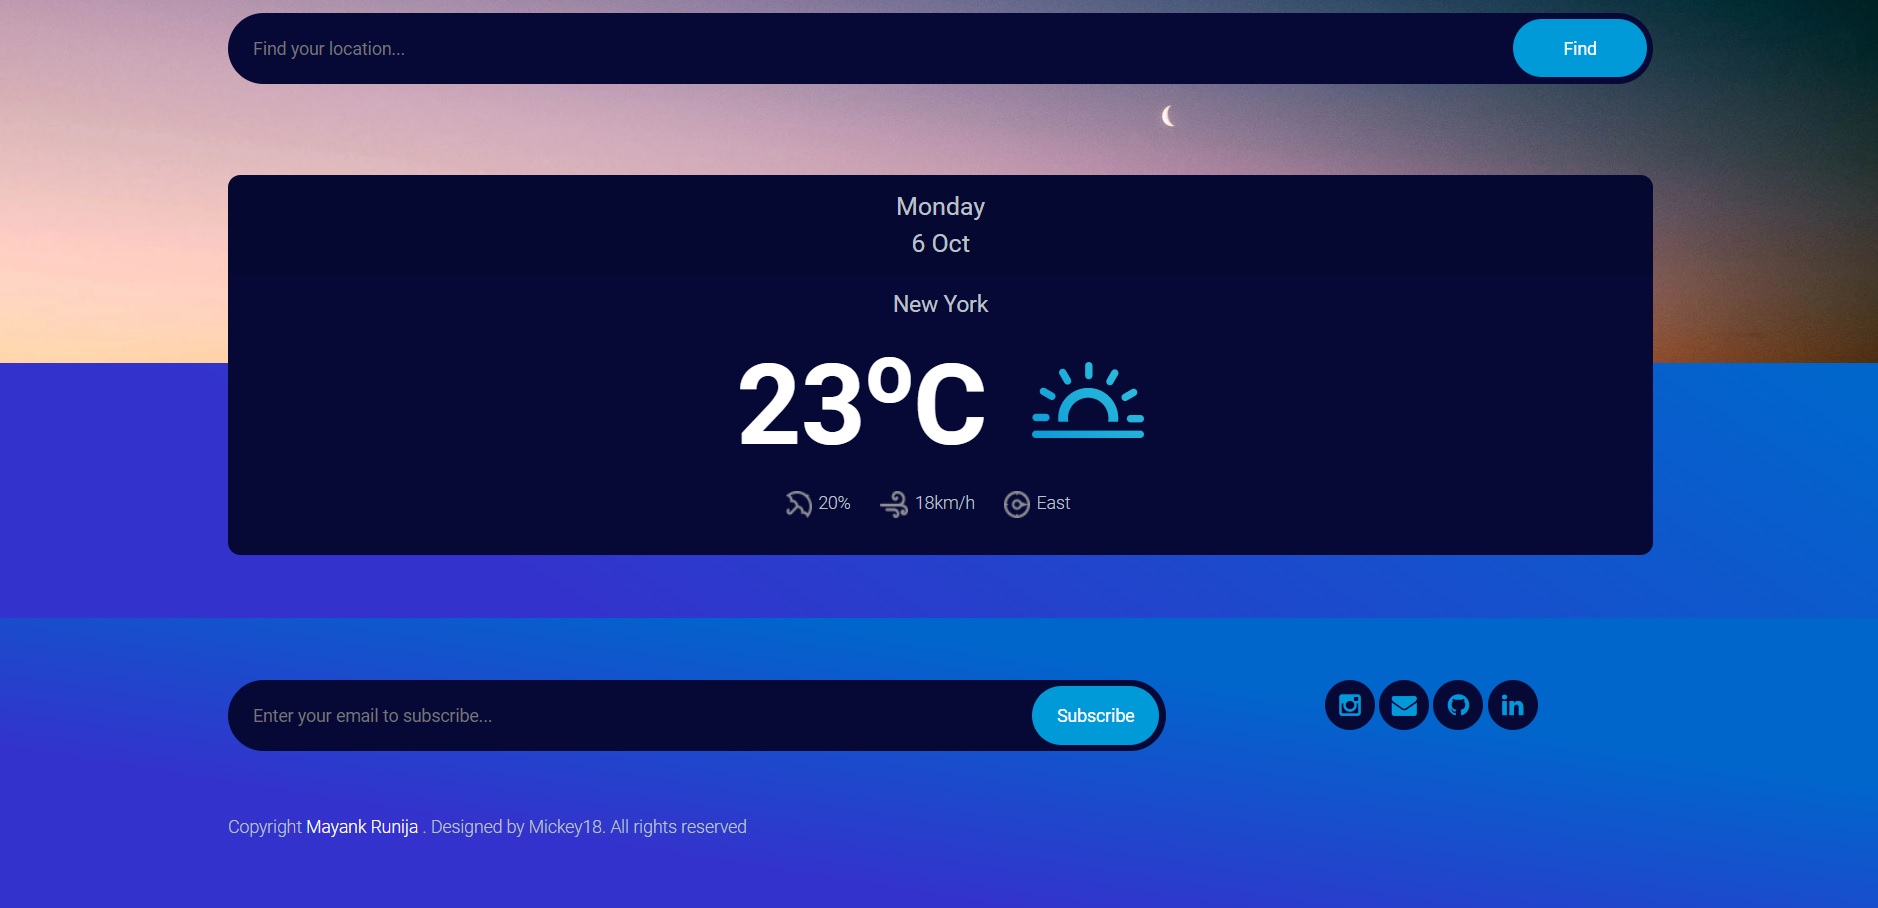 Find your location...
Find
Monday
6 Oct
New York
23°C
20%
18km/h
East
Enter your email to subscribe...
Subscribe
in
Copyright Mayank Runija . Designed by Mickey18. All rights reserved